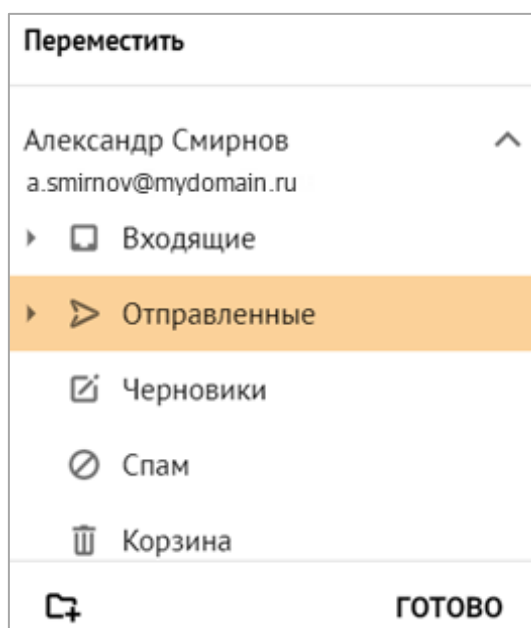 Переместить
Александр Смирнов
a.smirnov@mydomain.ru
Входящие
Отправленные
Черновики
Спам
Корзина
ГОТОВО